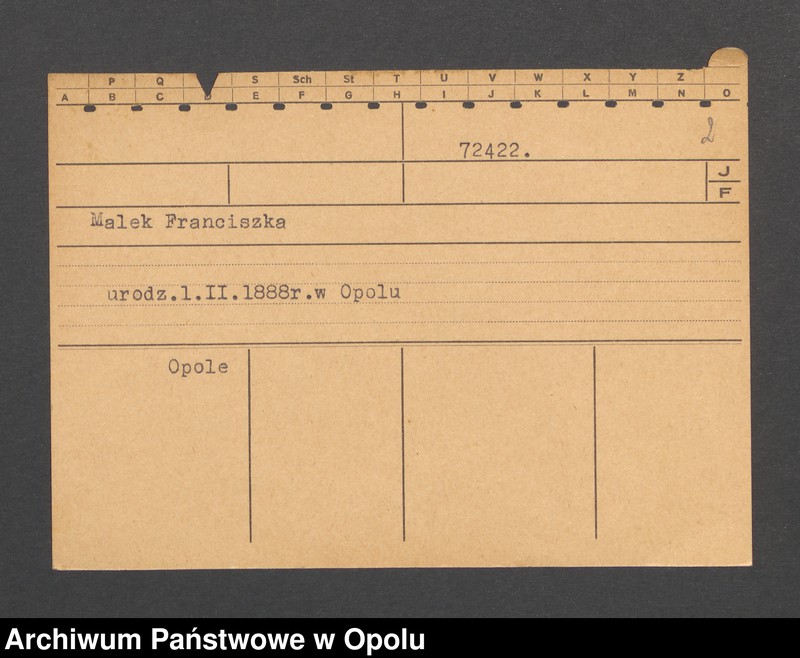 P Q S Sch St T U V W X Y Z
A B C D E F G H I J K L M N O
2
72422.
J
F
Malek Franciszka
urodz.1.II.1888r.w Opolu
Opole
Archiwum Państwowe w Opolu